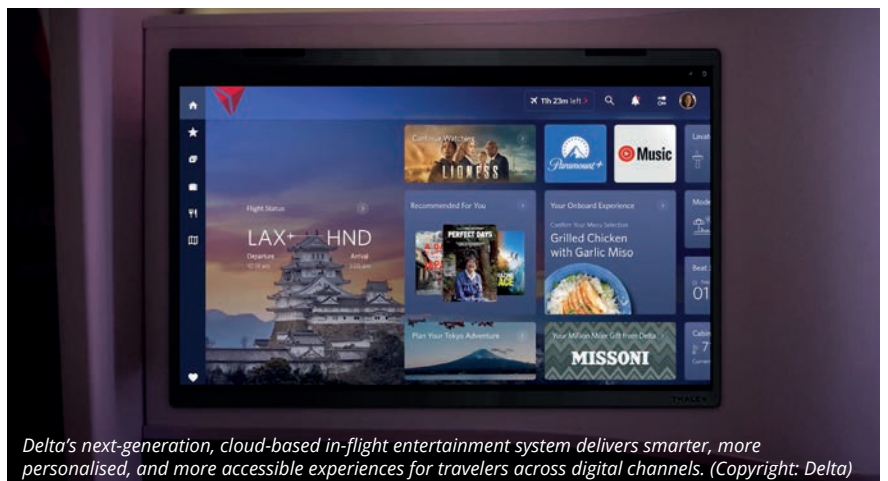 11h 23m left
Continue Watching
LIONESS
Paramount+
Music
Flight Status
LAX HND
Departure Arrival
Recommended For You
PERFECT DAYS
Your Onboard Experience
Confirm Your Meal Selection
Grilled Chicken
with Garlic Miso
Plan Your Tokyo Adventure
Your Million Miler Gift from Delta
MISSONI
01
THALES
Delta's next-generation, cloud-based in-flight entertainment system delivers smarter, more
personalised, and more accessible experiences for travelers across digital channels. (Copyright: Delta)